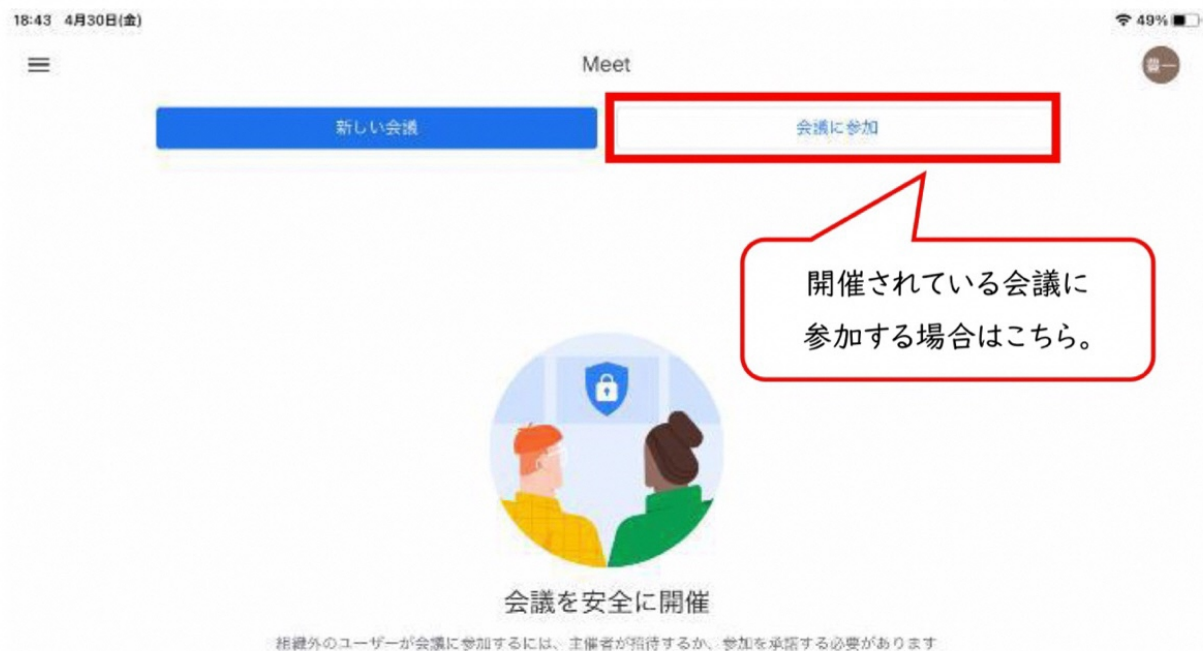 18:43 4月30日(金)
49%
Meet
豊一
新しい会議
会議に参加
開催されている会議に
参加する場合はこちら。
会議を安全に開催
組織外のユーザーが会議に参加するには、主催者が招待するか、参加を承諾する必要があります